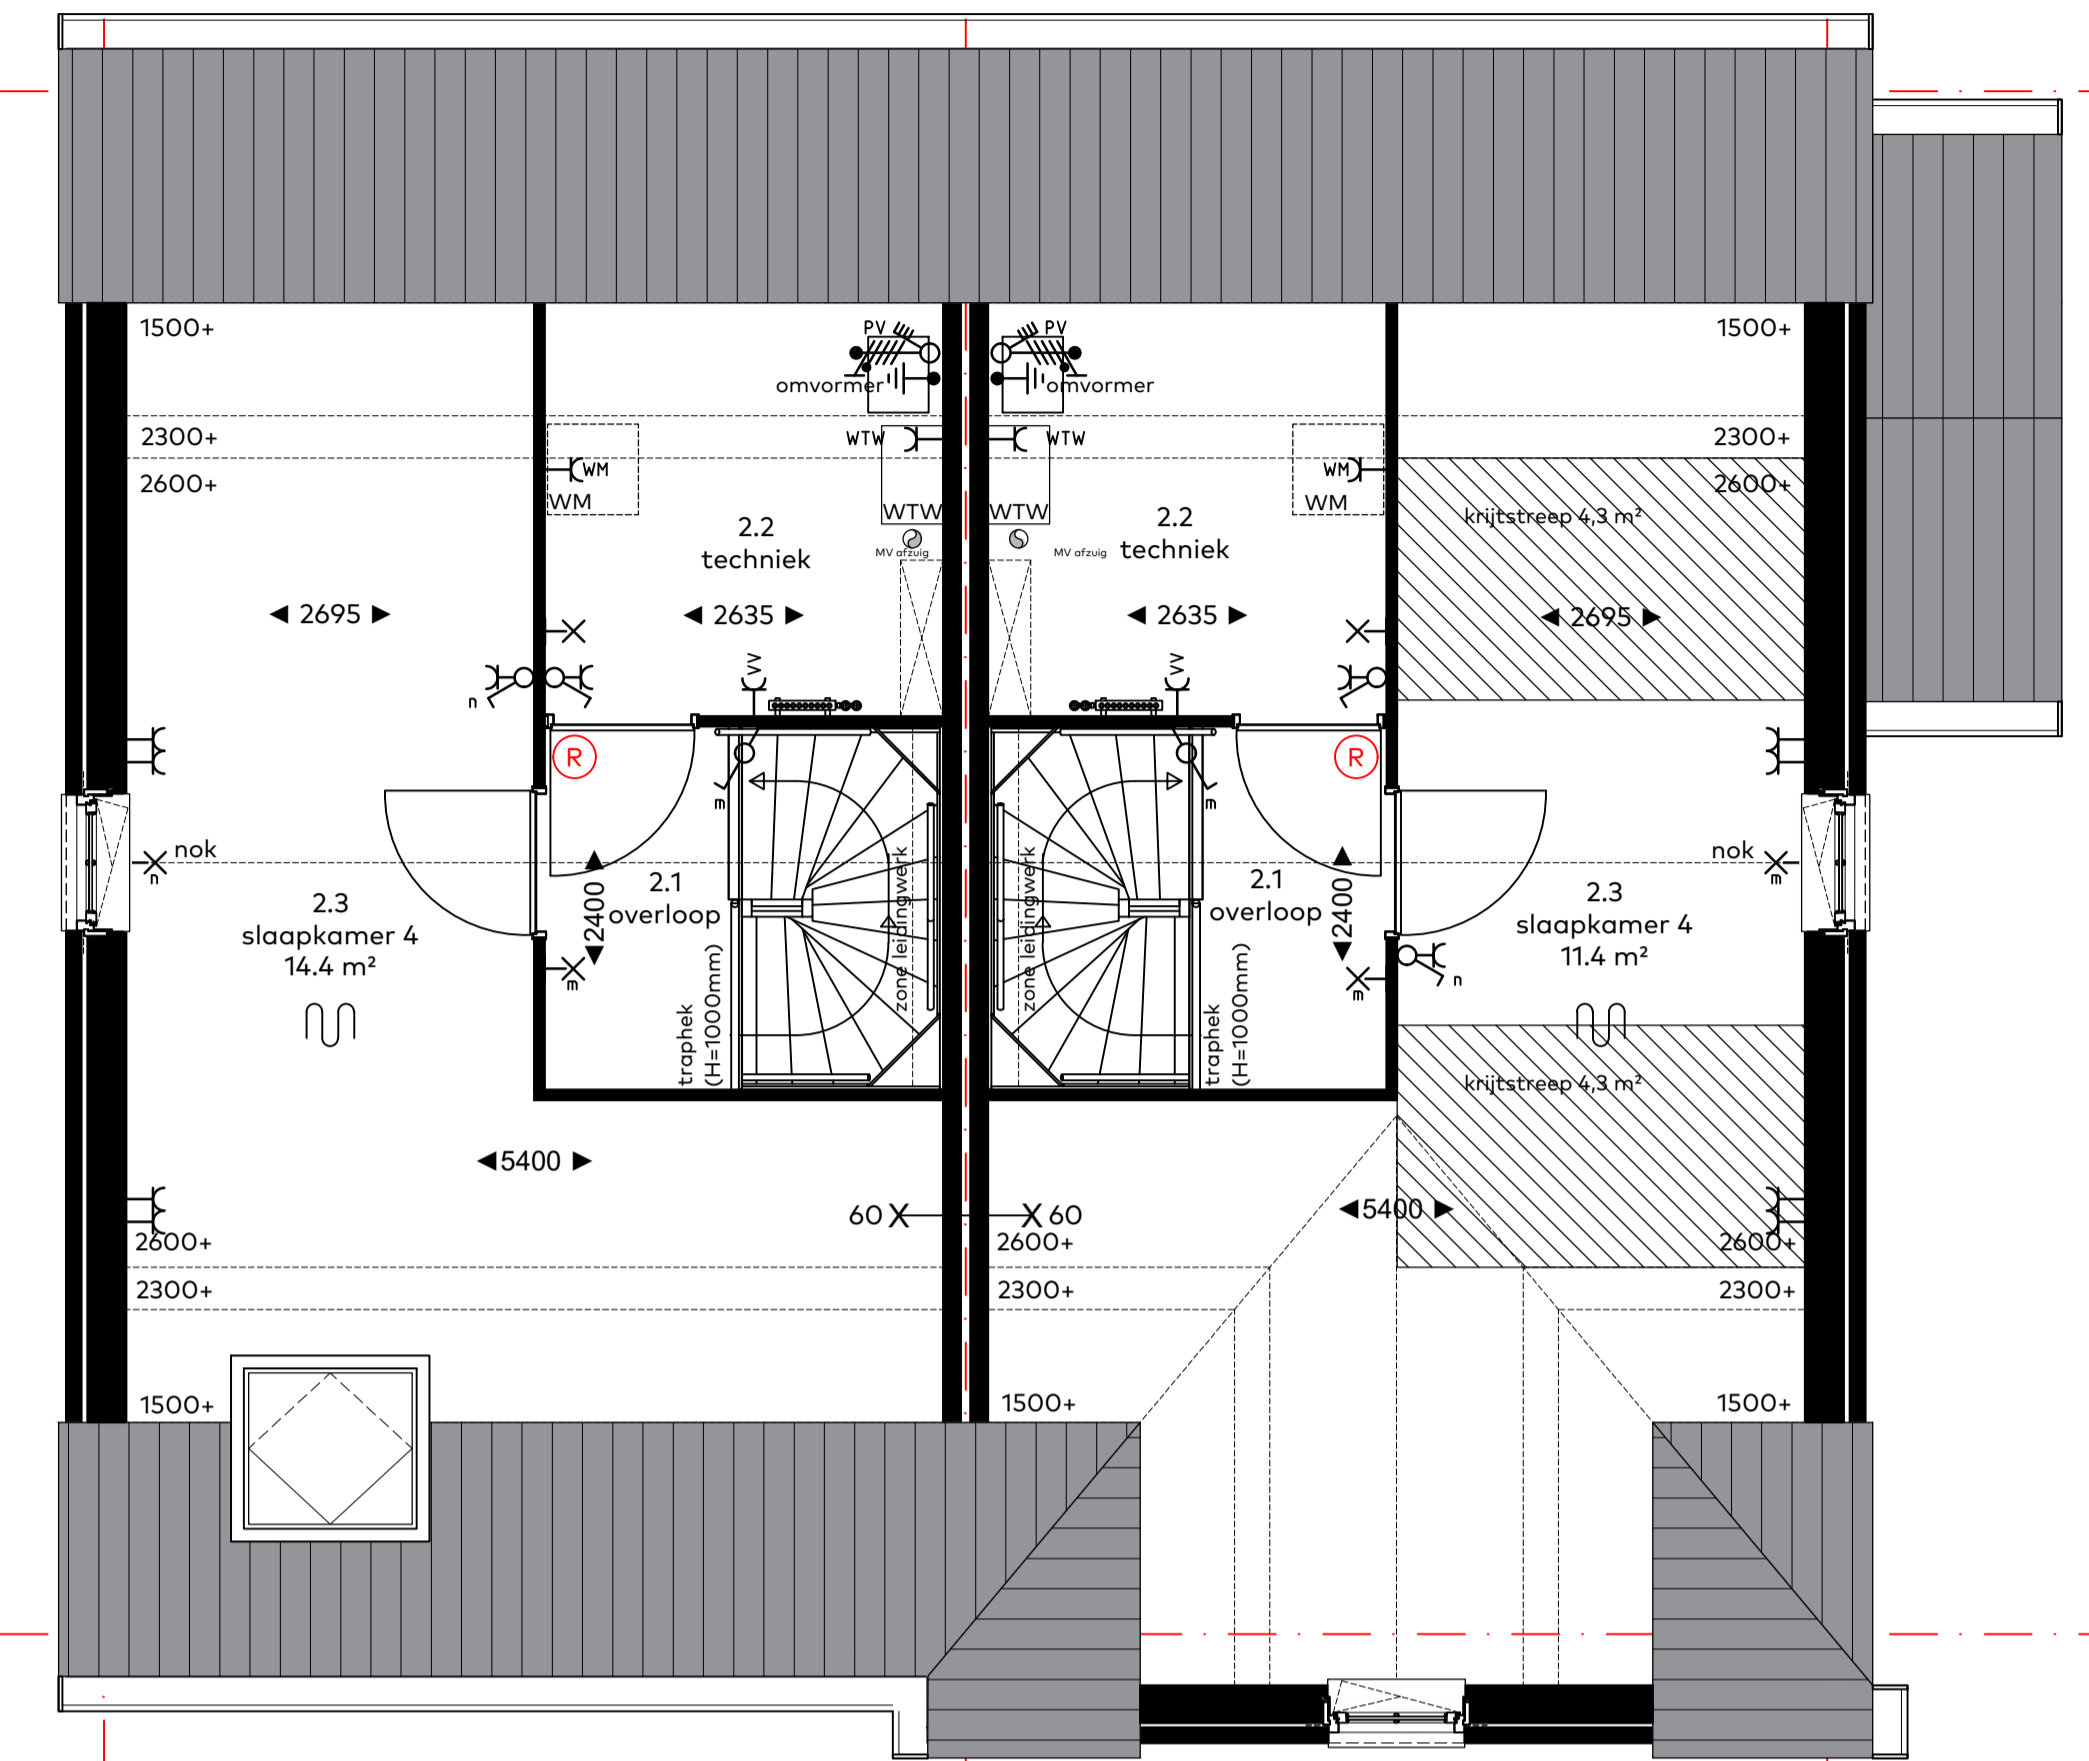 1500+
PV
PV
1500+
omvormer
omvormer
2300+
WTW
WTW
2300+
2600+
WM
WM
WM
WM
2600+
WTW
WTW
krijtstreep 4,3 m²
2.2
techniek
MV afzuig
MV afzuig
2.2
techniek
2695
2635
2635
2695
VV
VV
n
R
R
m
m
nok
n
nok
m
2.3
slaapkamer 4
14.4 m²
2400
2.1
overloop
zone leidingwerk
zone leidingwerk
2.1
overloop
2400
2.3
slaapkamer 4
11.4 m²
m
m
n
traphek
(H=1000mm)
traphek
(H=1000mm)
krijtstreep 4,3 m²
5400
5400
60
60
2600+
2600+
2600+
2300+
2300+
2300+
1500+
1500+
1500+